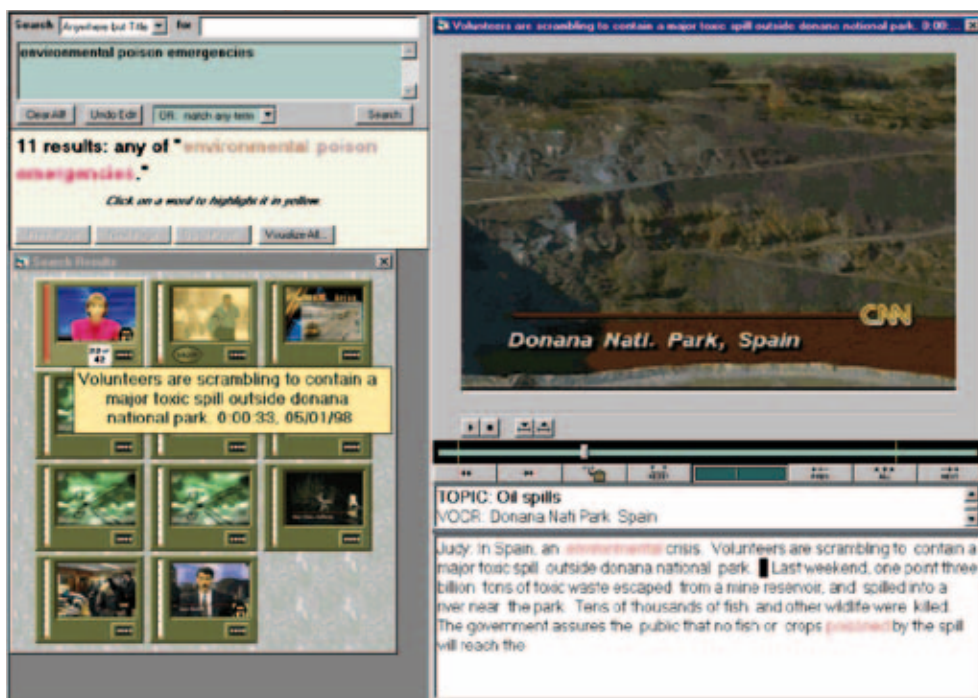 Search Anywhere but Title for
environmental poison emergencies
Clear All! Undo Edit OR: match any term Search
11 results: any of "environmental poison
emergencies."
Click on a word to highlight it in yellow.
Visualize All...
Search Results
Volunteers are scrambling to contain a
major toxic spill outside donana
national park. 0:00:33, 05/01/98
Volunteers are scrambling to contain a major toxic spill outside donana national park. 0:00:...
CNN
Donana Natl. Park, Spain
TOPIC: Oil spills
VOCR: Donana Natl Park Spain
Judy: In Spain, an environmental crisis. Volunteers are scrambling to contain a
major toxic spill outside donana national park. Last weekend, one point three
billion tons of toxic waste escaped from a mine reservoir, and spilled into a
river near the park. Tens of thousands of fish and other wildlife were killed.
The government assures the public that no fish or crops poisoned by the spill
will reach the